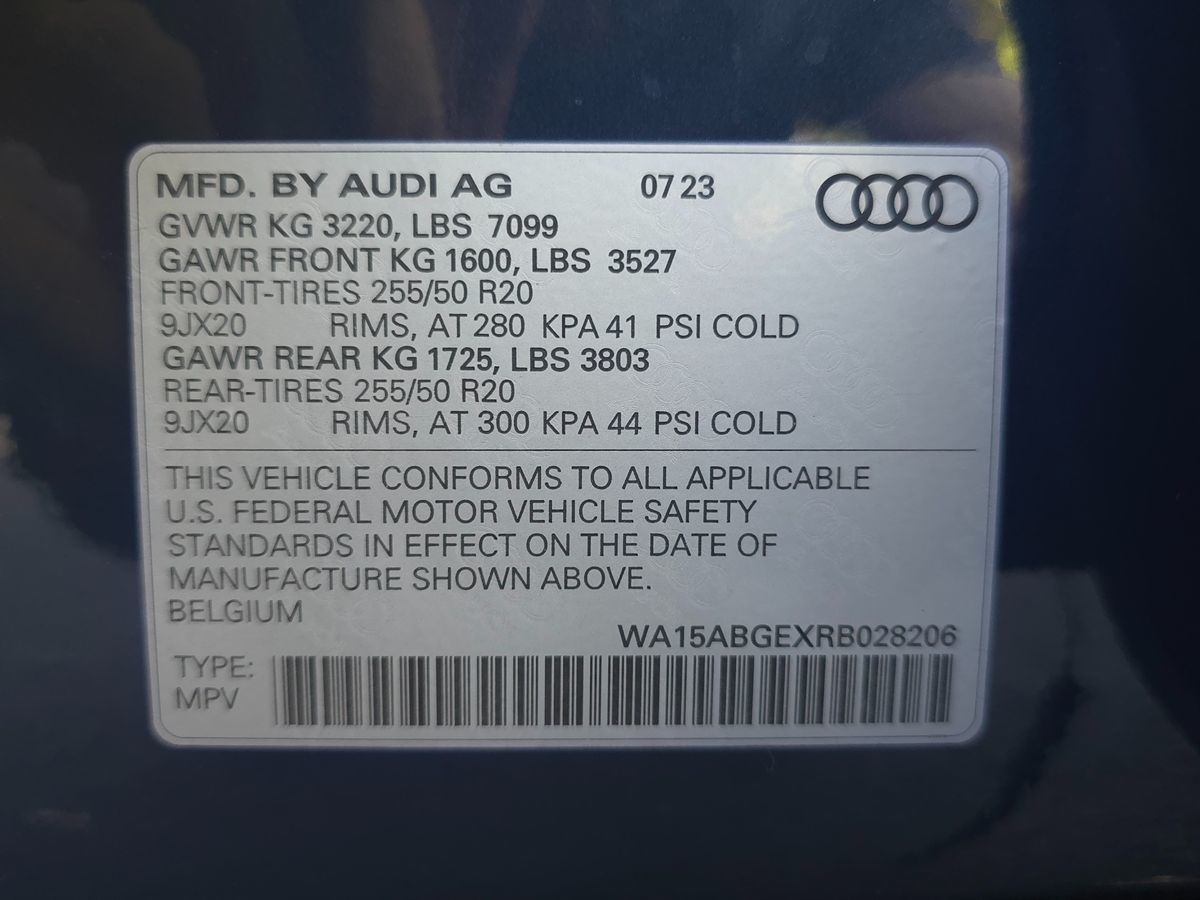 MFD. BY AUDI AG 07 23
GVWR KG 3220, LBS 7099
GAWR FRONT KG 1600, LBS 3527
FRONT-TIRES 255/50 R20
9JX20 RIMS, AT 280 KPA 41 PSI COLD
GAWR REAR KG 1725, LBS 3803
REAR-TIRES 255/50 R20
9JX20 RIMS, AT 300 KPA 44 PSI COLD
THIS VEHICLE CONFORMS TO ALL APPLICABLE
U.S. FEDERAL MOTOR VEHICLE SAFETY
STANDARDS IN EFFECT ON THE DATE OF
MANUFACTURE SHOWN ABOVE.
BELGIUM
WA15ABGEXRB028206
TYPE:
MPV